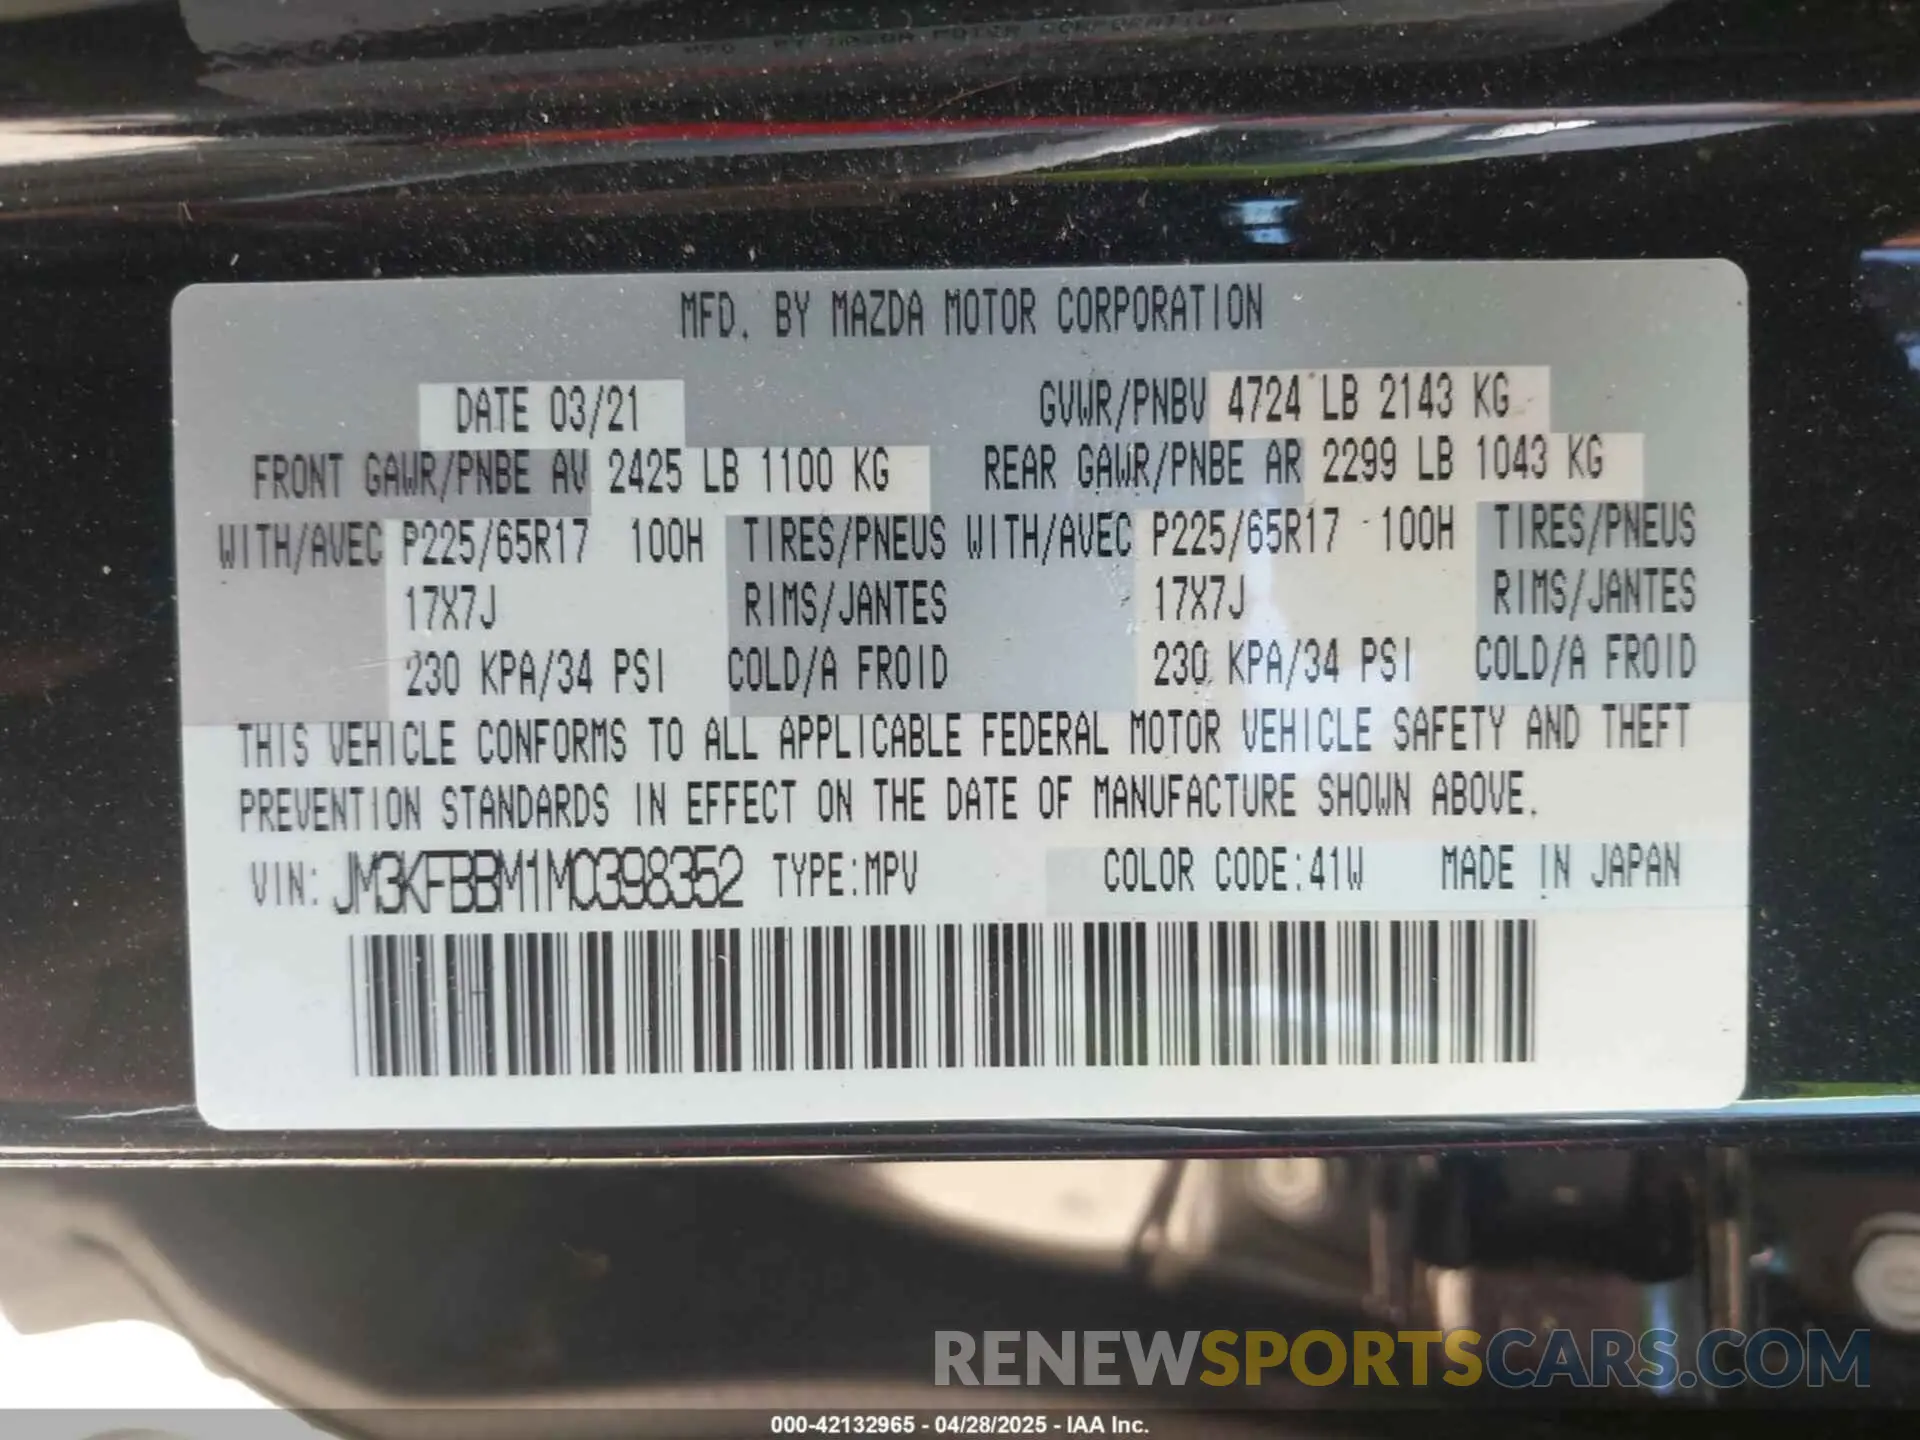 MFD. BY MAZDA MOTOR CORPORATION
MFD. BY MAZDA MOTOR CORPORATION
DATE 03/21 GVWR/PNBV 4724 LB 2143 KG
FRONT GAWR/PNBE AV 2425 LB 1100 KG REAR GAWR/PNBE AR 2299 LB 1043 KG
WITH/AVEC P225/65R17 100H TIRES/PNEUS WITH/AVEC P225/65R17 100H TIRES/PNEUS
17X7J RIMS/JANTES 17X7J RIMS/JANTES
230 KPA/34 PSI COLD/A FROID 230 KPA/34 PSI COLD/A FROID
THIS VEHICLE CONFORMS TO ALL APPLICABLE FEDERAL MOTOR VEHICLE SAFETY AND THEFT
PREVENTION STANDARDS IN EFFECT ON THE DATE OF MANUFACTURE SHOWN ABOVE.
VIN: JM3KFBBM1M0398352 TYPE:MPV COLOR CODE:41W MADE IN JAPAN
RENEWSPORTSCARS.COM
000-42132965 - 04/28/2025 - IAA Inc.